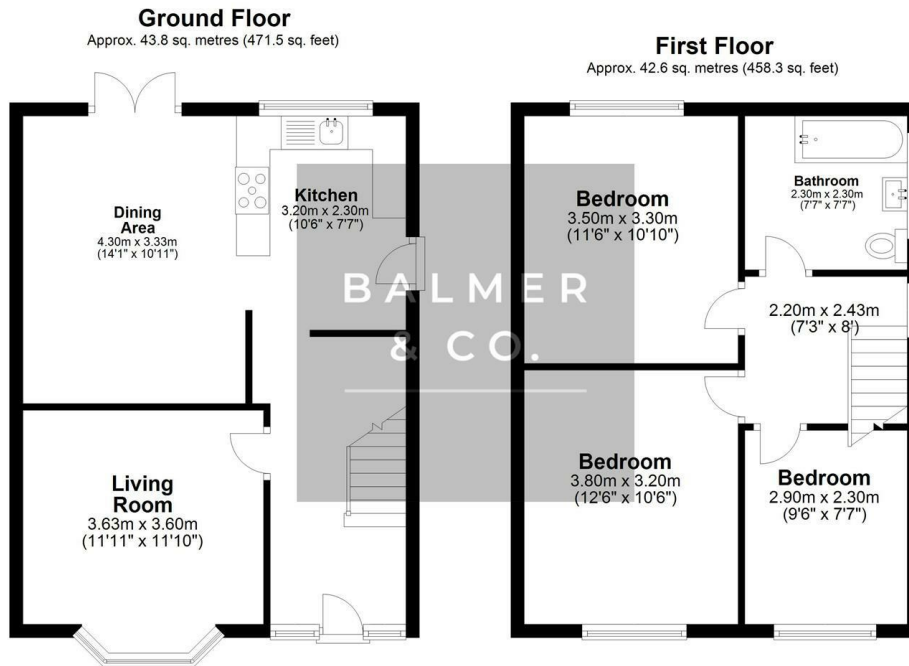 Ground Floor
Approx. 43.8 sq. metres (471.5 sq. feet)
Dining
Area
4.30m x 3.33m
(14'1" x 10'11")
Kitchen
3.20m x 2.30m
(10'6" x 7'7")
Living
Room
3.63m x 3.60m
(11'11" x 11'10")
First Floor
Approx. 42.6 sq. metres (458.3 sq. feet)
Bedroom
3.50m x 3.30m
(11'6" x 10'10")
Bathroom
2.30m x 2.30m
(7'7" x 7'7")
2.20m x 2.43m
(7'3" x 8')
Bedroom
3.80m x 3.20m
(12'6" x 10'6")
Bedroom
2.90m x 2.30m
(9'6" x 7'7")
BALMER
& CO.